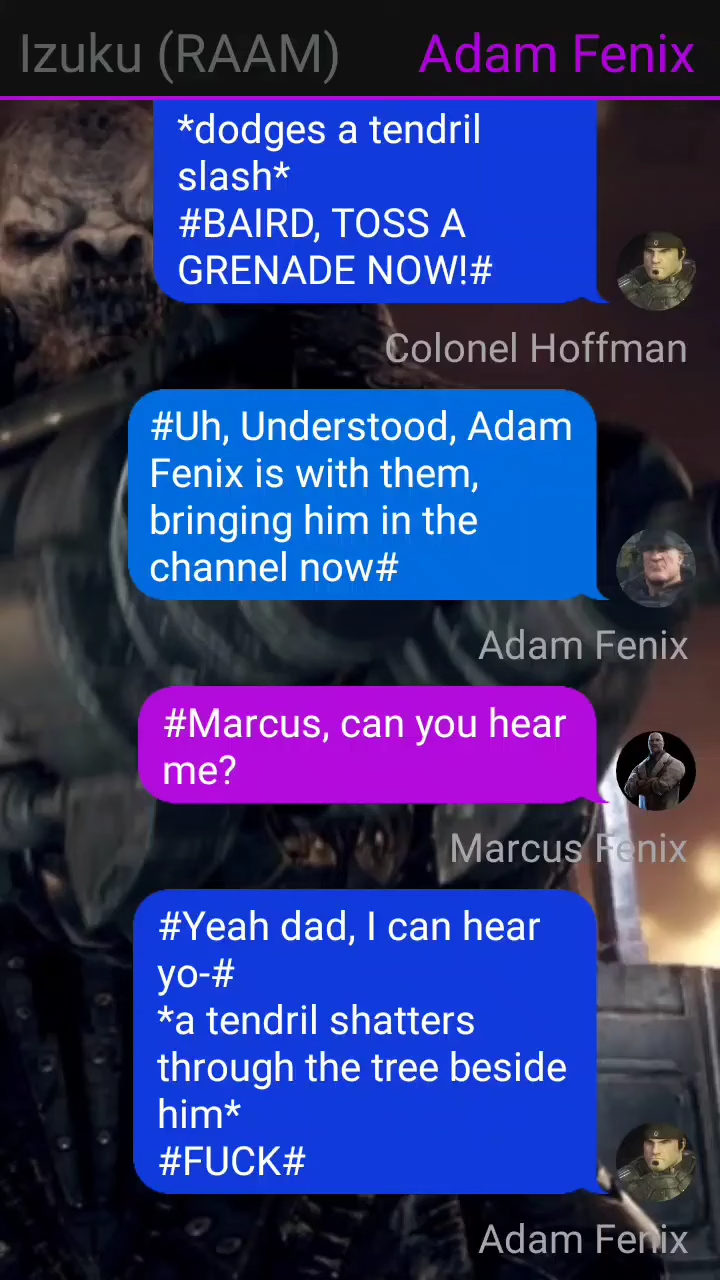 Izuku (RAAM)
Adam Fenix
*dodges a tendril
slash*
#BAIRD, TOSS A
GRENADE NOW!#
Colonel Hoffman
#Uh, Understood, Adam
Fenix is with them,
bringing him in the
channel now#
Adam Fenix
#Marcus, can you hear
me?
Marcus Fenix
#Yeah dad, I can hear
yo-#
*a tendril shatters
through the tree beside
him*
#FUCK#
Adam Fenix